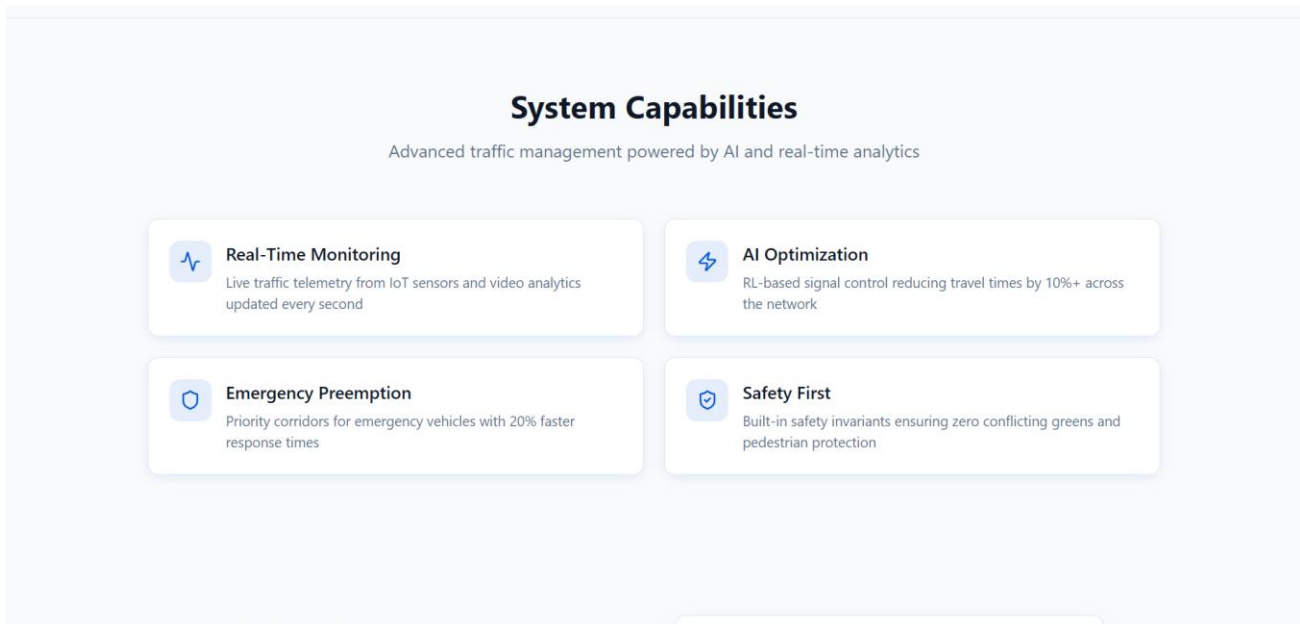 System Capabilities
Advanced traffic management powered by AI and real-time analytics
Real-Time Monitoring
Live traffic telemetry from IoT sensors and video analytics
updated every second
AI Optimization
RL-based signal control reducing travel times by 10%+ across
the network
Emergency Preemption
Priority corridors for emergency vehicles with 20% faster
response times
Safety First
Built-in safety invariants ensuring zero conflicting greens and
pedestrian protection